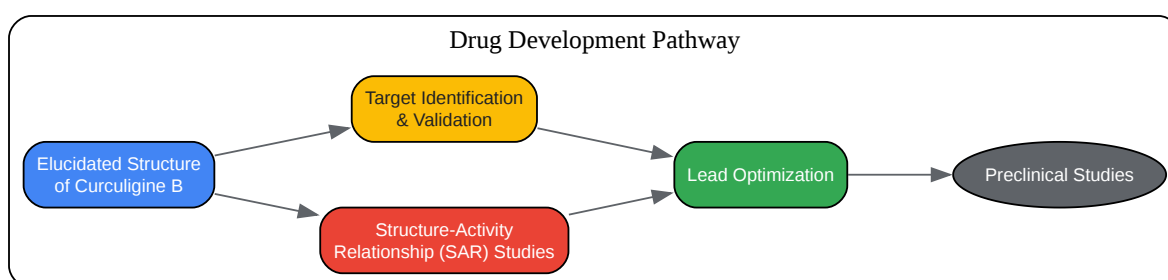 Drug Development Pathway
Target Identification
& Validation
Elucidated Structure
of Curculigine B
Lead Optimization
Preclinical Studies
Structure-Activity
Relationship (SAR) Studies